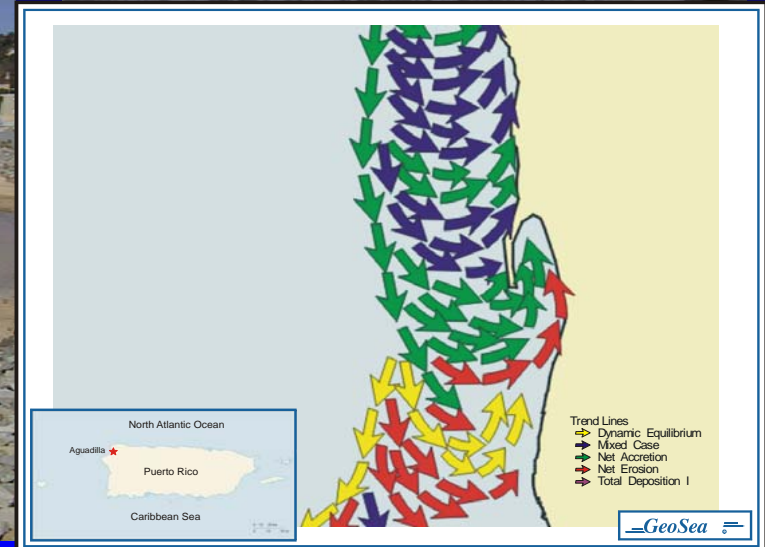 North Atlantic Ocean
Aguadilla
Puerto Rico
Caribbean Sea
Trend Lines
Dynamic Equilibrium
Mixed Case
Net Accretion
Net Erosion
Total Deposition I
GeoSea